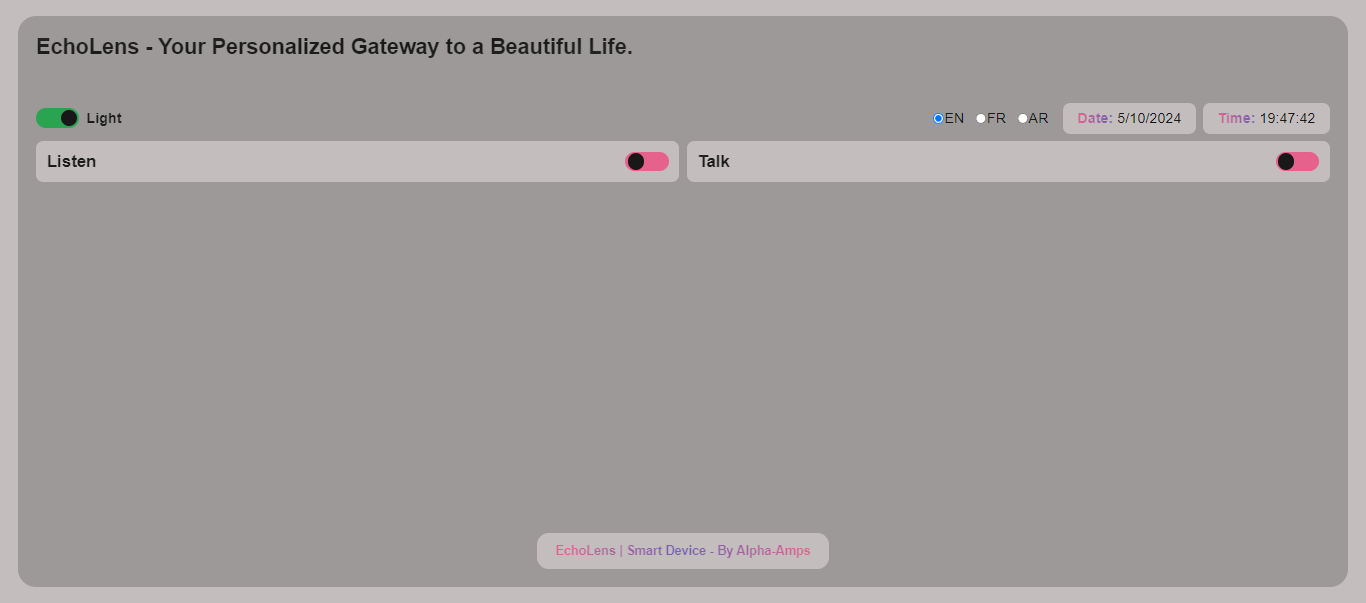 EchoLens - Your Personalized Gateway to a Beautiful Life.
Light
EN FR AR Date: 5/10/2024 Time: 19:47:42
Listen
Talk
EchoLens | Smart Device - By Alpha-Amps